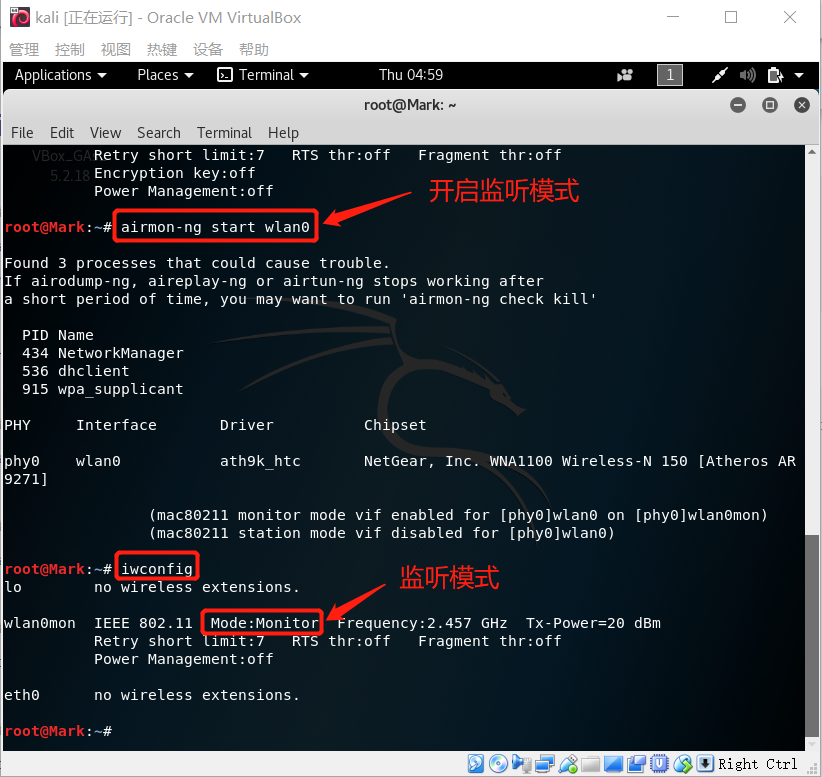 kali [正在运行] - Oracle VM VirtualBox
管理 控制 视图 热键 设备 帮助
Applications Places Terminal Thu 04:59 1
root@Mark: ~
File Edit View Search Terminal Help
VBox_GA
5.2.18
Retry short limit:7 RTS thr:off Fragment thr:off
Encryption key:off
Power Management:off
开启监听模式
root@Mark:~# airmon-ng start wlan0
Found 3 processes that could cause trouble.
If airodump-ng, aireplay-ng or airtun-ng stops working after
a short period of time, you may want to run 'airmon-ng check kill'
PID Name
434 NetworkManager
536 dhclient
915 wpa_supplicant
PHY Interface Driver Chipset
phy0 wlan0 ath9k_htc NetGear, Inc. WNA1100 Wireless-N 150 [Atheros AR
9271]
(mac80211 monitor mode vif enabled for [phy0]wlan0 on [phy0]wlan0mon)
(mac80211 station mode vif disabled for [phy0]wlan0)
root@Mark:~# iwconfig
监听模式
lo no wireless extensions.
wlan0mon IEEE 802.11 Mode:Monitor Frequency:2.457 GHz Tx-Power=20 dBm
Retry short limit:7 RTS thr:off Fragment thr:off
Power Management:off
eth0 no wireless extensions.
root@Mark:~#
Right Ctrl